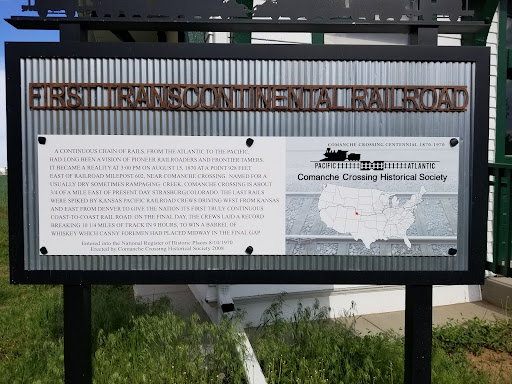 FIRST TRANSCONTINENTAL RAILROAD
A CONTINUOUS CHAIN OF RAILS, FROM THE ATLANTIC TO THE PACIFIC,
HAD LONG BEEN A VISION OF PIONEER RAILROADERS AND FRONTIER TAMERS.
IT BECAME A REALITY AT 3:00 PM ON AUGUST 15, 1870 AT A POINT 928 FEET
EAST OF RAILROAD MILEPOST 602, NEAR COMANCHE CROSSING. NAMED FOR A
USUALLY DRY SOMETIMES RAMPAGING CREEK, COMANCHE CROSSING IS ABOUT
1/4 OF A MILE EAST OF PRESENT DAY STRASBURG, COLORADO. THE LAST RAILS
WERE SPIKED BY KANSAS PACIFIC RAILROAD CREWS DRIVING WEST FROM KANSAS
AND EAST FROM DENVER TO GIVE THE NATION ITS FIRST TRULY CONTINUOUS
COAST-TO-COAST RAIL ROAD. ON THE FINAL DAY, THE CREWS LAID A RECORD
BREAKING 10 1/4 MILES OF TRACK IN 9 HOURS, TO WIN A BARREL OF
WHISKEY WHICH CANNY FOREMEN HAD PLACED MIDWAY IN THE FINAL GAP.
Entered into the National Register of Historic Places 8/10/1970
Erected by Comanche Crossing Historical Society 2008
COMANCHE CROSSING CENTENNIAL 1870-1970
PACIFIC ATLANTIC
Comanche Crossing Historical Society